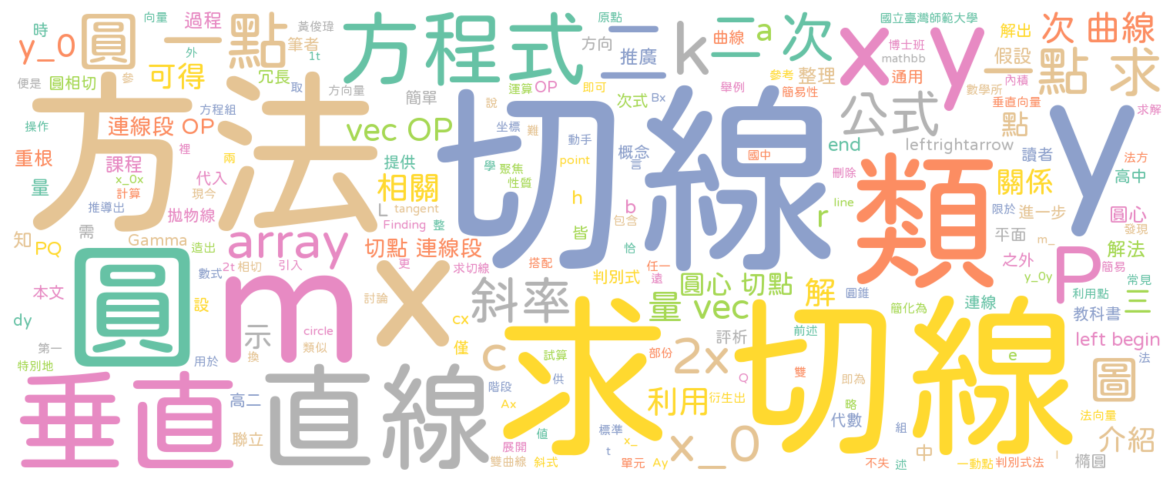 時
向量
過程
黃俊瑋
原點
國立臺灣師範大學
解出
y_0
圓
一點
外
筆者
1t
方程式
二
方向
推廣
k
曲線
a
二次
x
y
博士班
mathbb
假設
次 曲線
便是
圓相切
參
可得
冗長
取
方向量
運算
OP
即可
參考
整理
舉例
簡易性
通用
內積
數學所
一點 求
方法
方程組
簡單
說
次式
Bx
公式
垂直向量
求解
操作
連線段 OP
vec OP
坐標
難
切線
動手
概念
點
y
重根
裡
兩
課程
提供
學
聚焦
point
國中
言
end
leftrightarrow
讀者
法方
高中
量
x_0x
計算
現今
代入
相關
性質
h
刪除
類
關係
推導出
拋物線
L
tangent
b
包含
r
line
限於
進一步
圓心
發現
知
PQ
需
Gamma
造出
array
Finding
整
皆
恰
平面
m_
P
數式
更
切點 連線段
之外
y_0y
解法
簡易
圓
m
2t
相切
引入
x
求切線
搭配
任一
遠
判別式
圓心 切點
解
圓錐
連線
利用點
常見
三
本文
設
討論
斜率
量 vec
簡化為
教科書
dy
示
circle
cx
僅
部份
前述
評析
left begin
第一
用於
換
類似
求
試算
雙
切線
e
法
特別地
c
2x
Q
圖
垂直
直線
高二
階段
供
利用
衍生出
即為
略
代數
組
法向量
聯立
Ax
值
標準
x_
x_0
中
介紹
展開
雙曲線
斜式
t
單元
Ay
不失
述
一動點
判別式法
橢圓
l